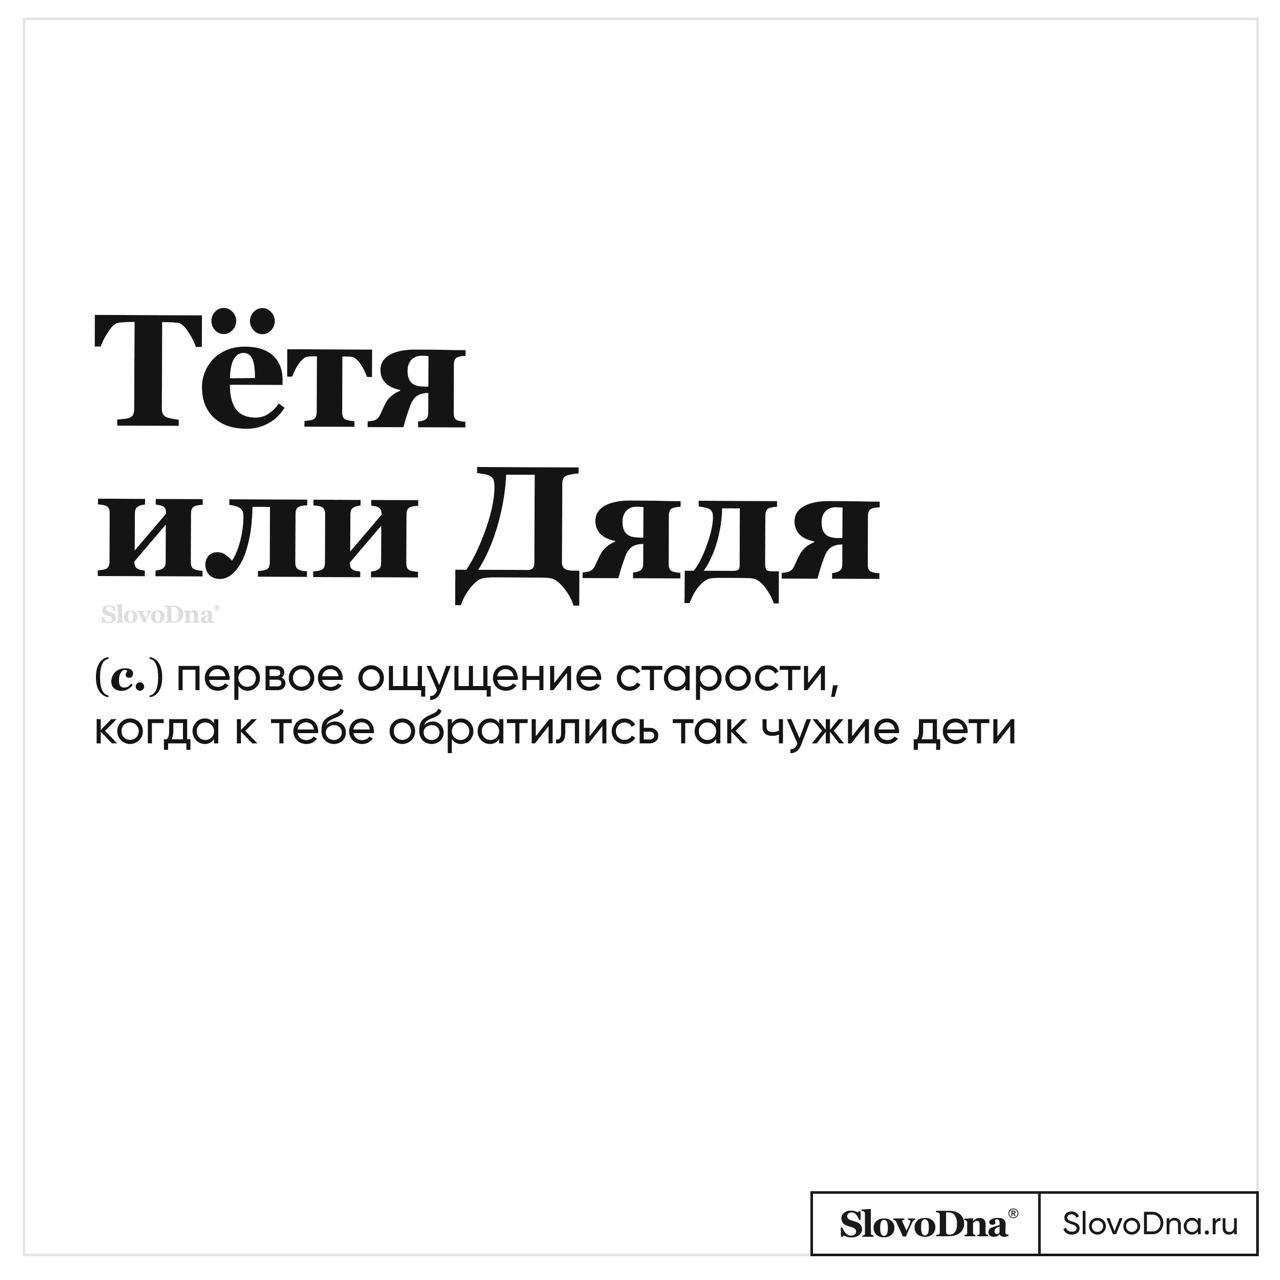 Тётя
или Дядя
SlovoDna®
(с.) первое ощущение старости,
когда к тебе обратились так чужие дети
SlovoDna® SlovoDna.ru